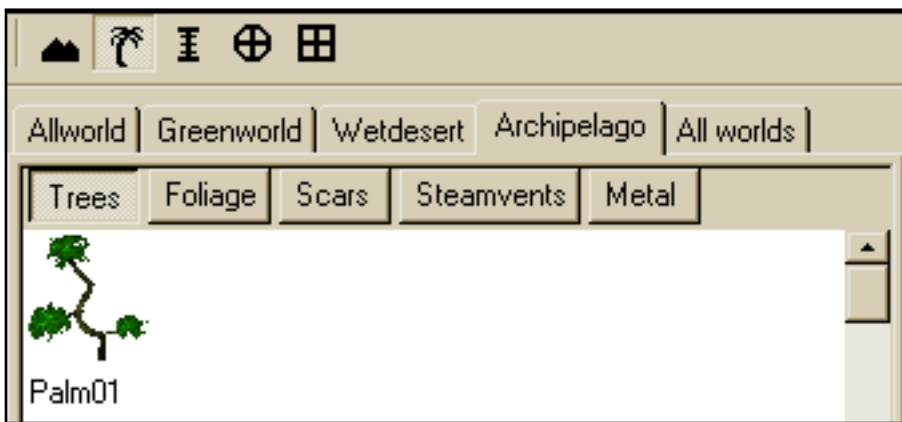 Allworld Greenworld Wetdesert Archipelago All worlds
Trees Foliage Scars Steamvents Metal
Palm01